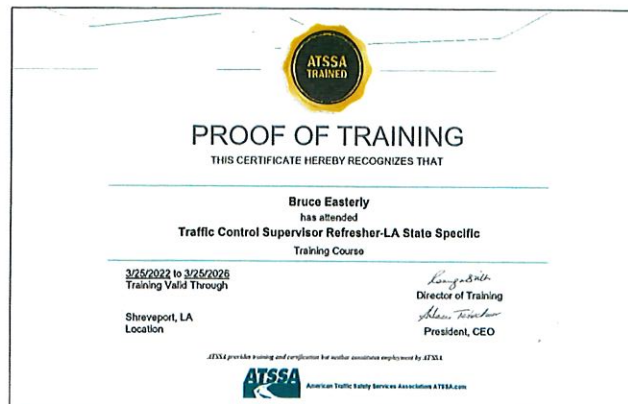 ATSSA
TRAINED
PROOF OF TRAINING
THIS CERTIFICATE HEREBY RECOGNIZES THAT
Bruce Easterly
has attended
Traffic Control Supervisor Refresher-LA State Specific
Training Course
3/25/2022 to 3/25/2026
Training Valid Through
Director of Training
Shreveport, LA
Location
President, CEO
ATSSA provides training and certification but neither constitutes employment by ATSSA
ATSSA American Traffic Safety Services Association ATSSA.com